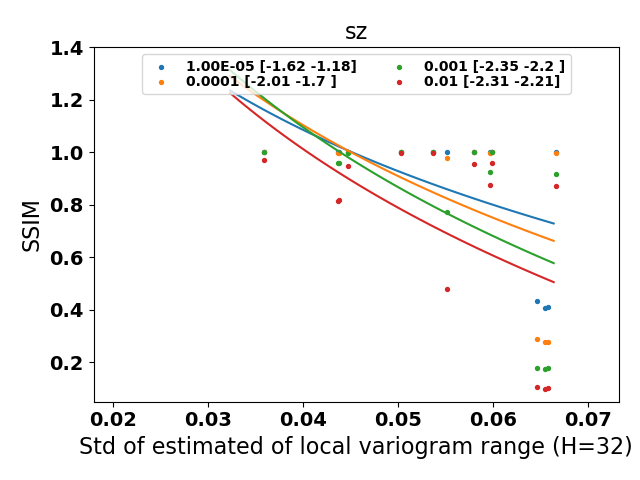 sz
1.4
1.00E-05 [-1.62 -1.18]
0.0001 [-2.01 -1.7 ]
0.001 [-2.35 -2.2 ]
0.01 [-2.31 -2.21]
1.2
1.0
0.8
0.6
0.4
0.2
SSIM
0.02 0.03 0.04 0.05 0.06 0.07
Std of estimated of local variogram range (H=32)